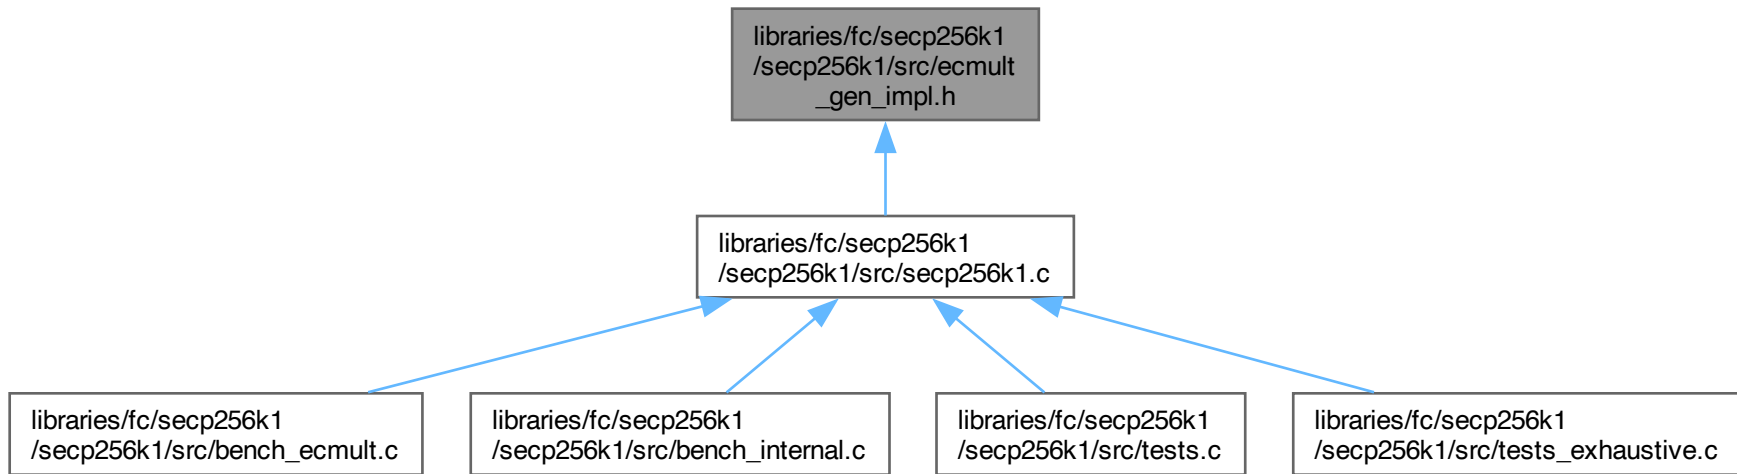 libraries/fc/secp256k1
/secp256k1/src/ecmult
_gen_impl.h
libraries/fc/secp256k1
/secp256k1/src/secp256k1.c
libraries/fc/secp256k1
/secp256k1/src/bench_ecmult.c
libraries/fc/secp256k1
/secp256k1/src/bench_internal.c
libraries/fc/secp256k1
/secp256k1/src/tests.c
libraries/fc/secp256k1
/secp256k1/src/tests_exhaustive.c